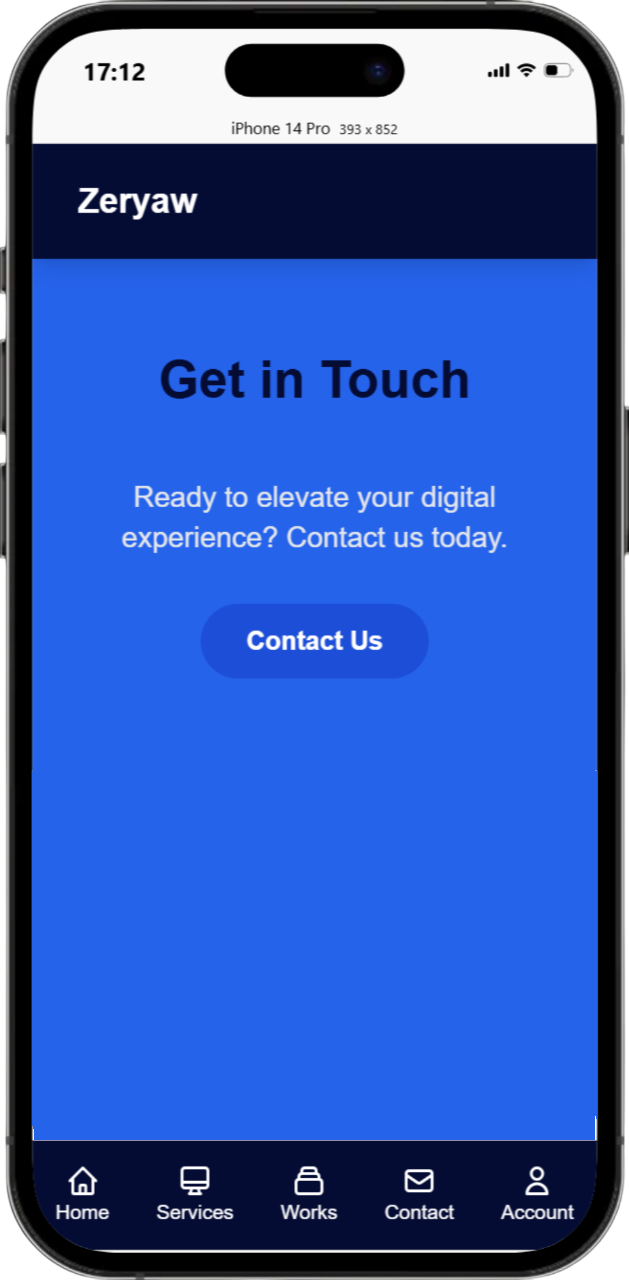 17:12
iPhone 14 Pro 393 x 852
Zeryaw
Get in Touch
Ready to elevate your digital
experience? Contact us today.
Contact Us
Home Services Works Contact Account